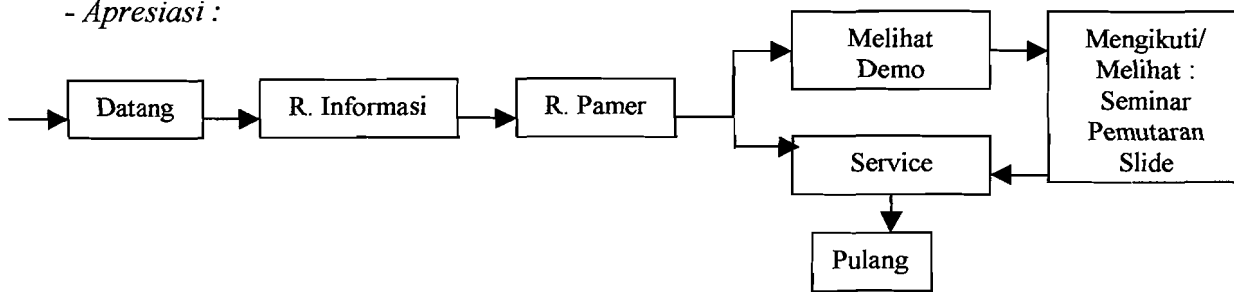 - Apresiasi :
Datang
R. Informasi
R. Pamer
Melihat
Demo
Mengikuti/
Melihat :
Seminar
Pemutaran
Slide
Service
Pulang